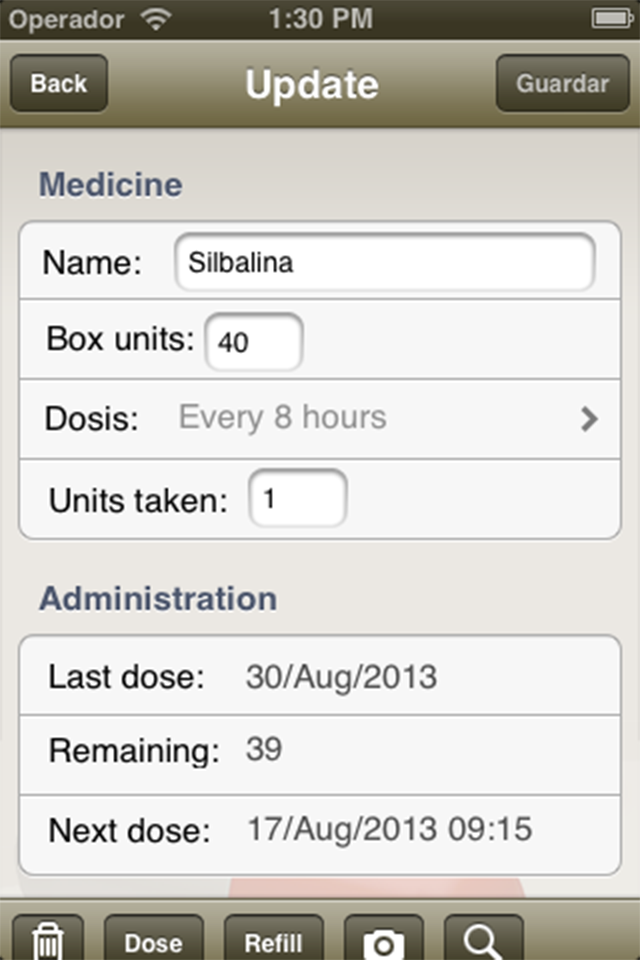 Operador 1:30 PM
Back Update Guardar
Medicine
Name: Silbalina
Box units: 40
Dosis: Every 8 hours
Units taken: 1
Administration
Last dose: 30/Aug/2013
Remaining: 39
Next dose: 17/Aug/2013 09:15
Dose Refill